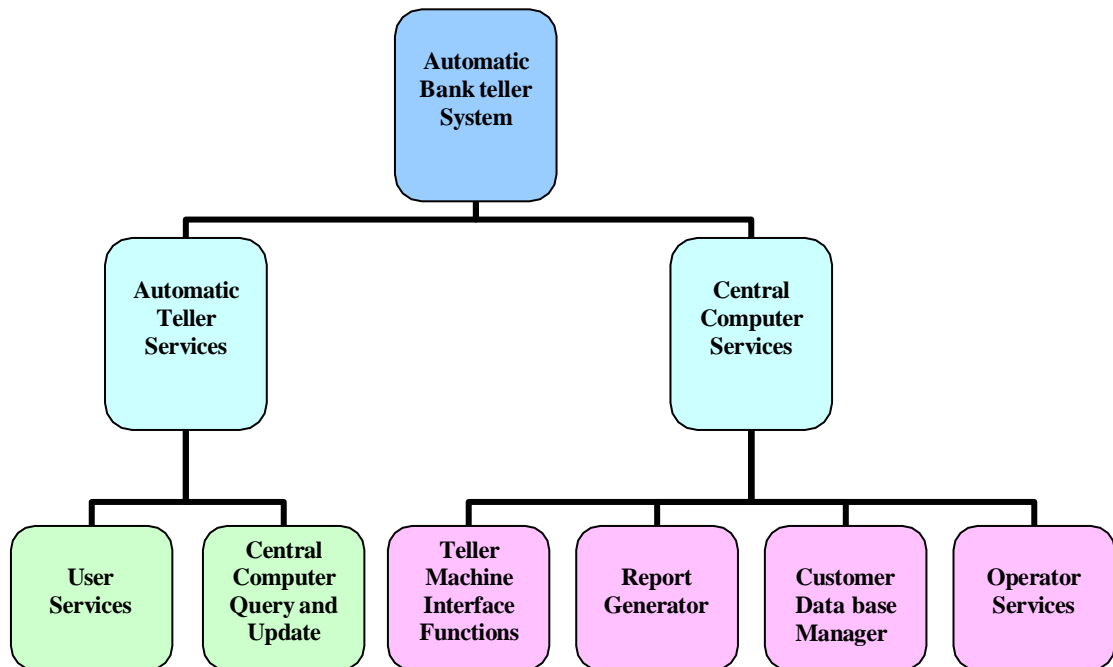 Automatic
Bank teller
System
Automatic
Teller
Services
Central
Computer
Services
User
Services
Central
Computer
Query and
Update
Teller
Machine
Interface
Functions
Report
Generator
Customer
Data base
Manager
Operator
Services